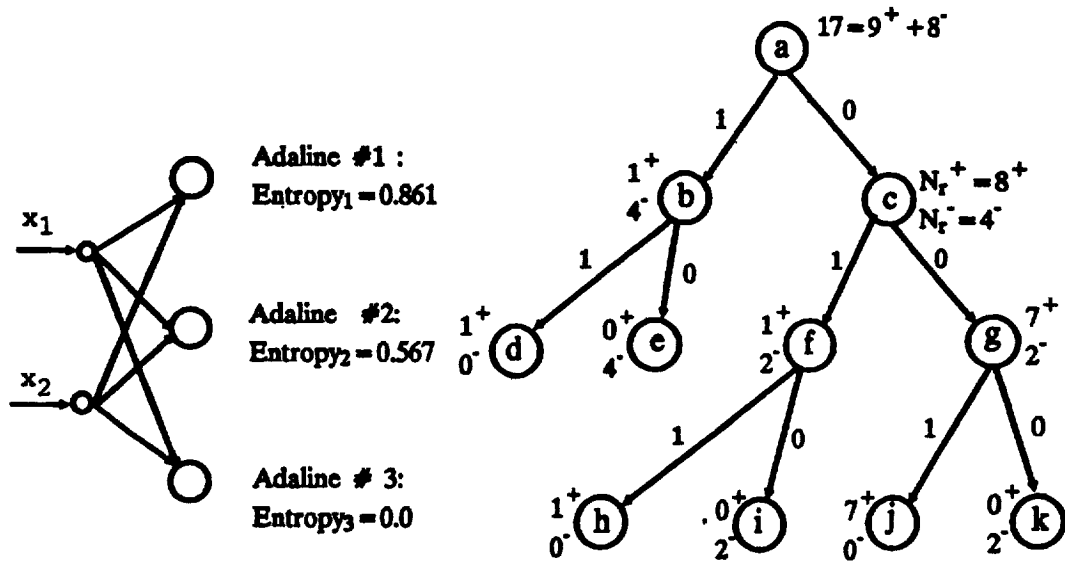 x₁
x₂
Adaline #1 :
Entropy₁ = 0.861
Adaline #2:
Entropy₂ = 0.567
Adaline # 3:
Entropy₃ = 0.0
a
17 = 9⁺ + 8⁻
1
0
1⁺
4⁻
b
c
Nᵣ⁺ = 8⁺
Nᵣ⁻ = 4⁻
1
0
1
0
1⁺
0⁻
d
0⁺
4⁻
e
1⁺
2⁻
f
g
7⁺
2⁻
1
0
1
0
1⁺
0⁻
h
0⁺
2⁻
i
7⁺
0⁻
j
0⁺
2⁻
k